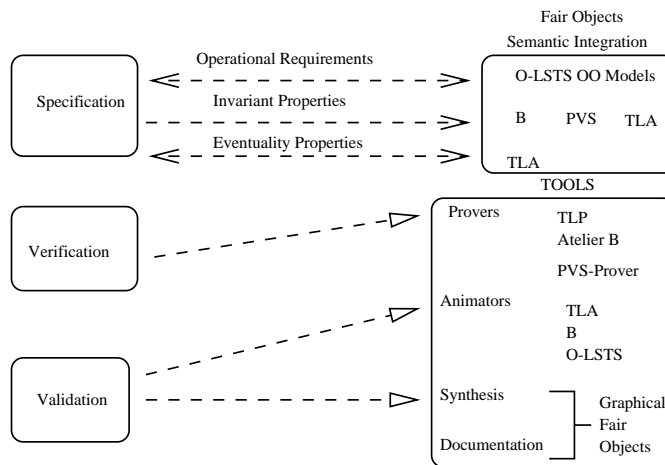 Fair Objects
Semantic Integration
Operational Requirements
O-LSTS OO Models
Specification
Invariant Properties
B PVS TLA
Eventuality Properties
TLA
TOOLS
Provers
TLP
Atelier B
Verification
PVS-Prover
Animators
TLA
B
O-LSTS
Validation
Synthesis
Documentation
Graphical
Fair
Objects